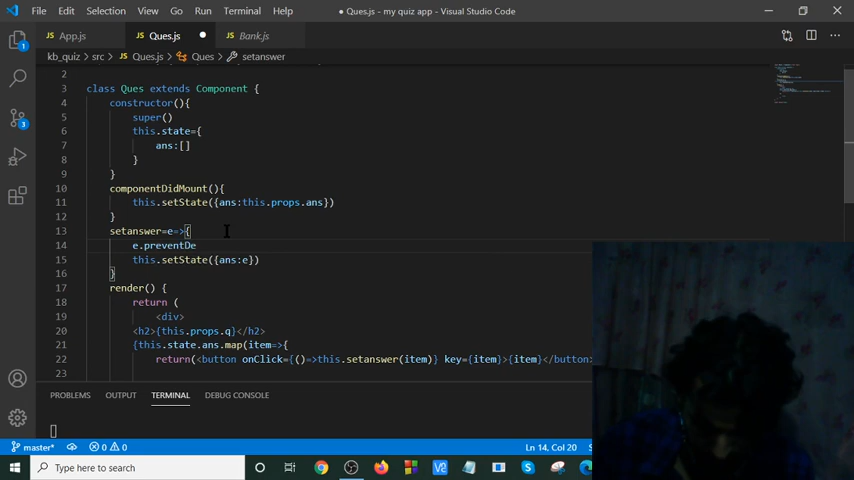 File Edit Selection View Go Run Terminal Help
● Ques.js - my quiz app - Visual Studio Code
App.js Ques.js Bank.js
kb_quiz > src > Ques.js > Ques > setanswer
2
3 class Ques extends Component {
4 constructor(){
5 super()
6 this.state={
7 ans:[]
8 }
9 }
10 componentDidMount(){
11 this.setState({ans:this.props.ans})
12 }
13 setanswer=e=>{
14 e.preventDe
15 this.setState({ans:e})
16 }
17 render() {
18 return (
19 <div>
20 <h2>{this.props.q}</h2>
21 {this.state.ans.map(item=>{
22 return(<button onClick={()=>this.setanswer(item)} key={item}>{item}</button>
23
PROBLEMS OUTPUT TERMINAL DEBUG CONSOLE
master* 0 0 Ln 14, Col 20
Type here to search